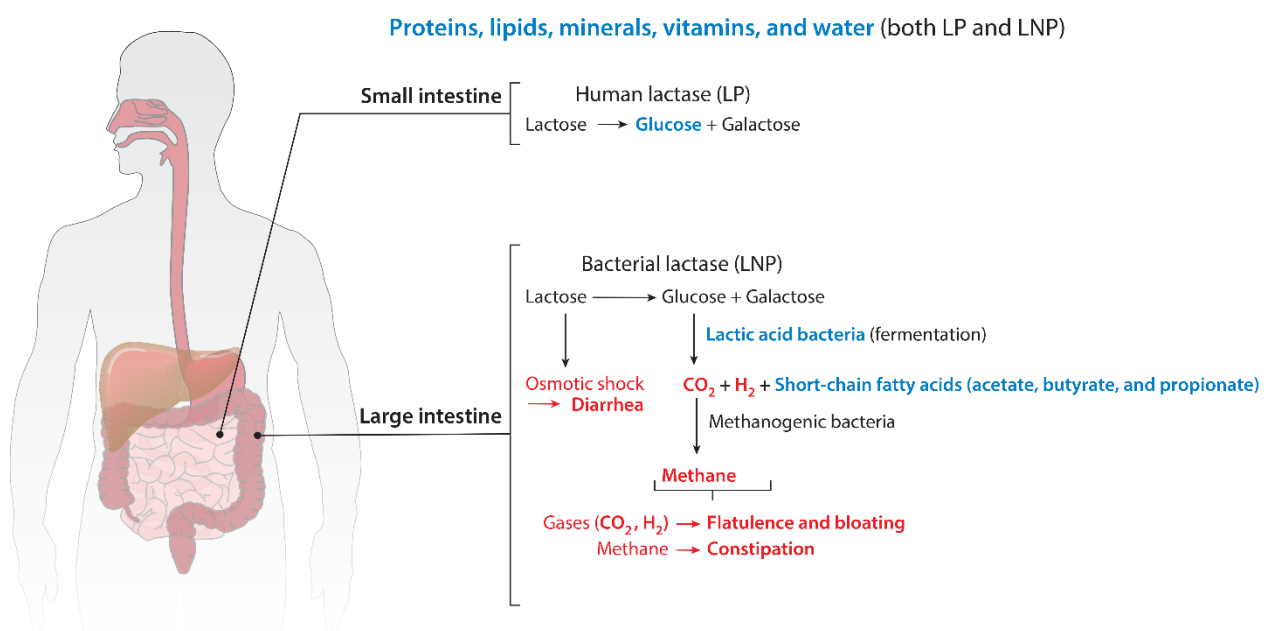 Proteins, lipids, minerals, vitamins, and water (both LP and LNP)
Small intestine
Human lactase (LP)
Lactose → Glucose + Galactose
Large intestine
Bacterial lactase (LNP)
Lactose → Glucose + Galactose
Lactic acid bacteria (fermentation)
Osmotic shock
→ Diarrhea
CO₂ + H₂ + Short-chain fatty acids (acetate, butyrate, and propionate)
Methanogenic bacteria
Methane
Gases (CO₂, H₂) → Flatulence and bloating
Methane → Constipation